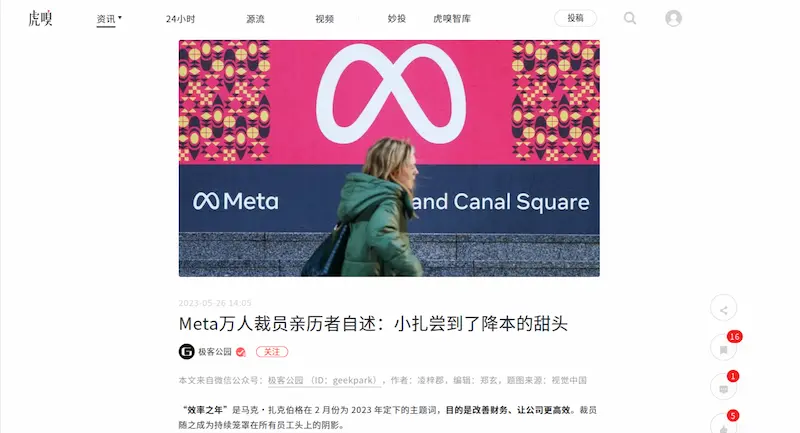 虎嗅
资讯
24小时
源流
视频
妙投
虎嗅智库
投稿
Meta
and Canal Square
2023-05-26 14:05
Meta万人裁员亲历者自述：小扎尝到了降本的甜头
极客公园
关注
本文来自微信公众号：极客公园 （ID：geekpark），作者：凌梓郡，编辑：郑玄，题图来源：视觉中国
“效率之年”是马克·扎克伯格在 2 月份为 2023 年定下的主题词，目的是改善财务、让公司更高效。裁员
随之成为持续笼罩在所有员工头上的阴影。
16
1
5